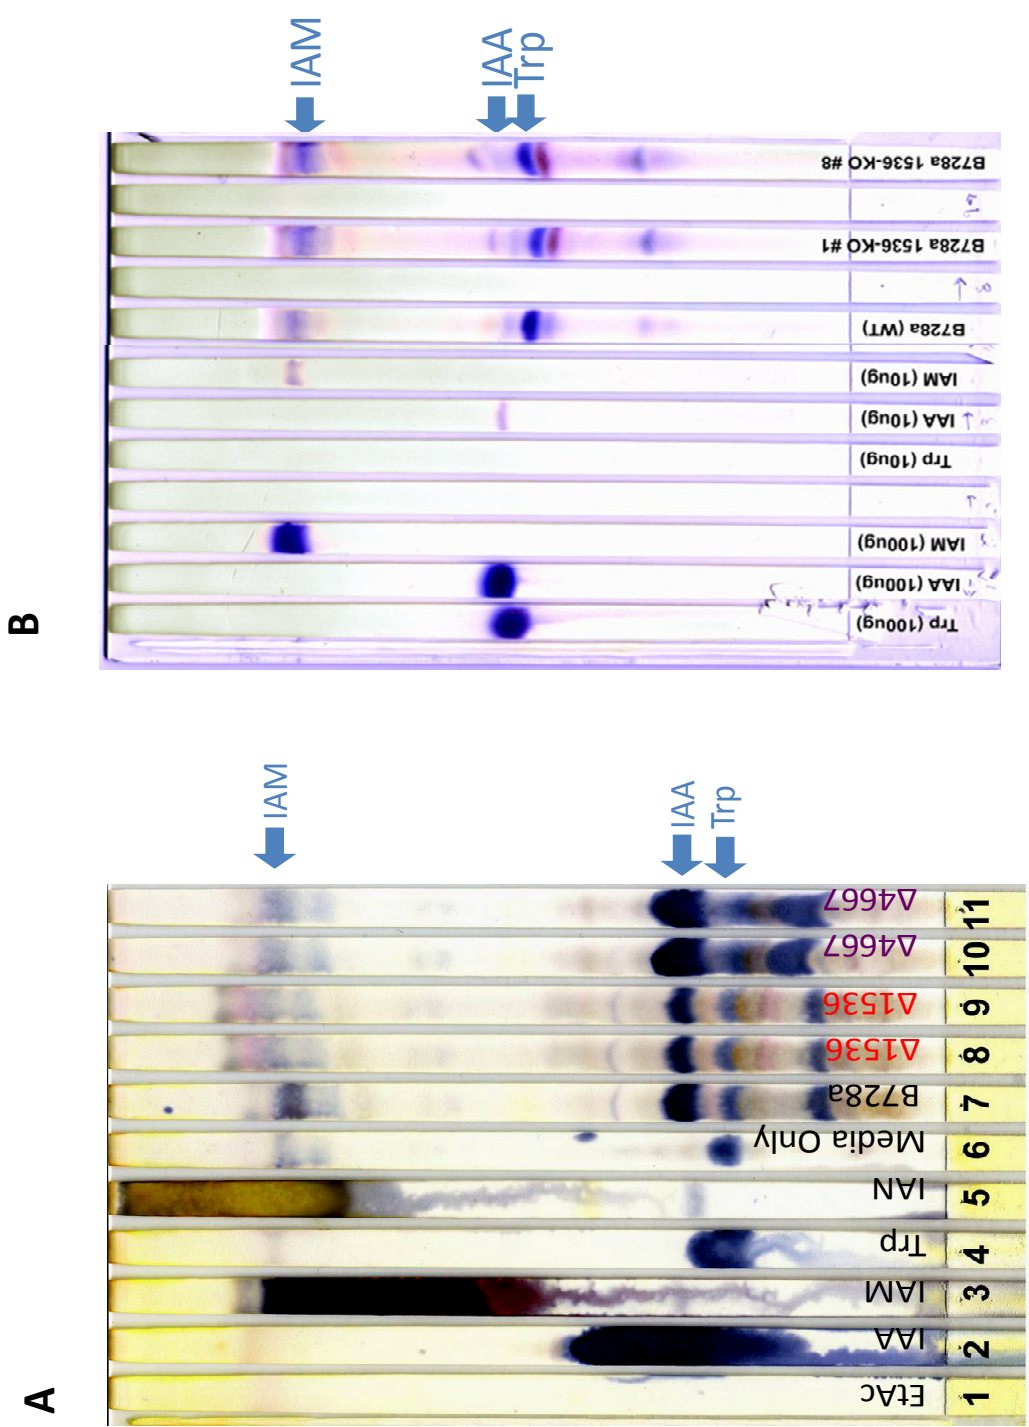 B
IAM
IAA
Trp
B728a 1536-KO #8
B728a 1536-KO #1
B728a (WT)
IAM (10ug)
IAA (10ug)
Trp (10ug)
IAM (100ug)
IAA (100ug)
Trp (100ug)
A
IAM
IAA
Trp
Δ4667 11
Δ4667 10
Δ1536 9
Δ1536 8
B728a 7
Media Only 6
IAN 5
Trp 4
IAM 3
IAA 2
EtAc 1